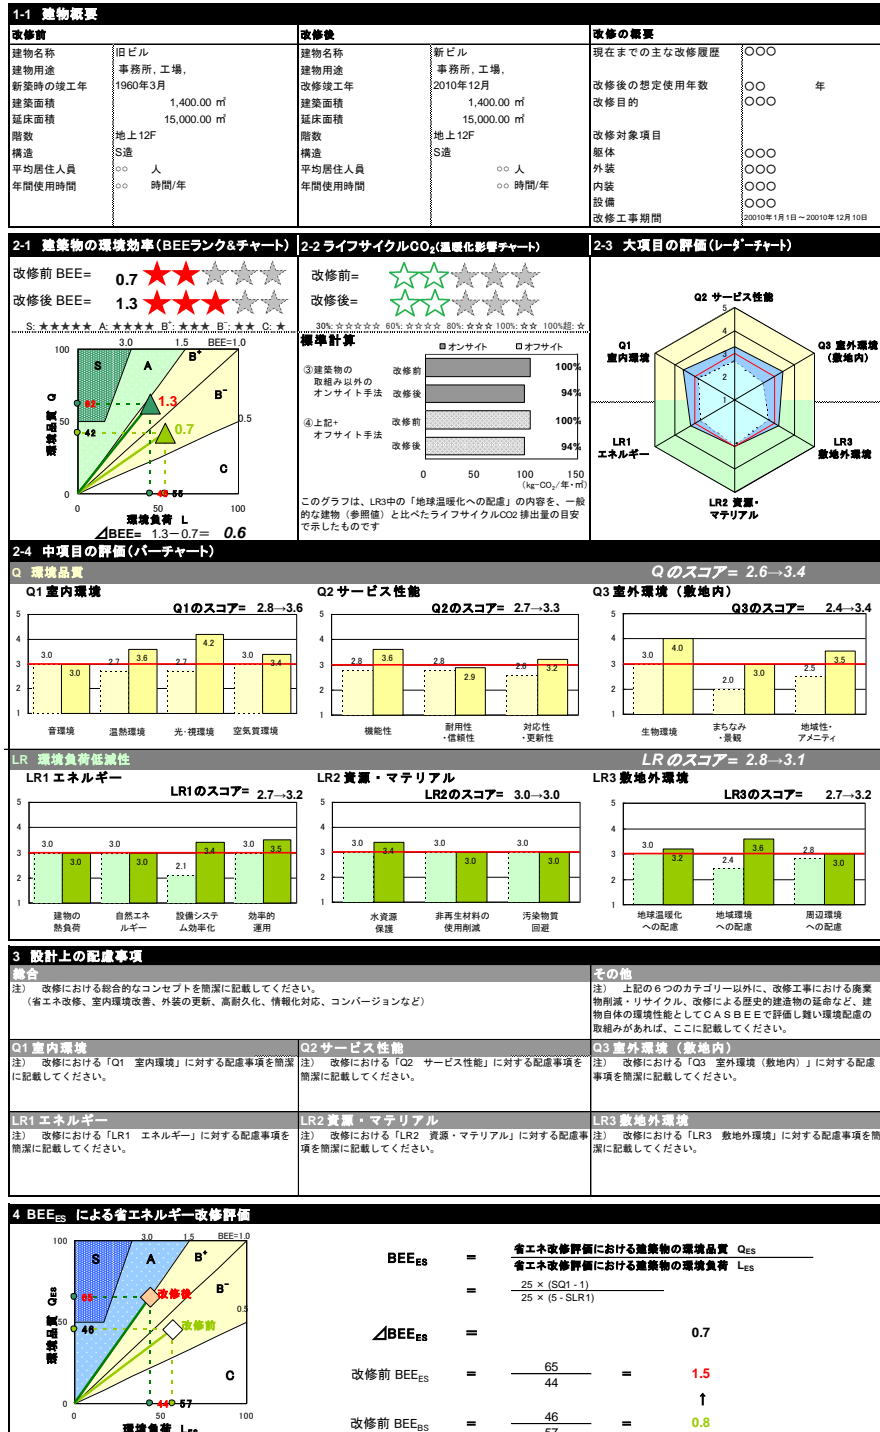 1-1 建物概要
改修前
建物名称 旧ビル
建物用途 事務所, 工場,
新築時の竣工年 1960年3月
建築面積 1,400.00 ㎡
延床面積 15,000.00 ㎡
階数 地上12F
構造 S造
平均居住人員 ○○ 人
年間使用時間 ○○ 時間/年
改修後
建物名称 新ビル
建物用途 事務所, 工場,
改修竣工年 2010年12月
建築面積 1,400.00 ㎡
延床面積 15,000.00 ㎡
階数 地上12F
構造 S造
平均居住人員 ○○ 人
年間使用時間 ○○ 時間/年
改修の概要
現在までの主な改修履歴 ○○○
改修後の想定使用年数 ○○ 年
改修目的 ○○○
改修対象項目
躯体 ○○○
外装 ○○○
内装 ○○○
設備 ○○○
改修工事期間 20010年1月1日～20010年12月10日
2-1 建築物の環境効率(BEEランク&チャート)
改修前 BEE= 0.7 ★★☆☆☆
改修後 BEE= 1.3 ★★★☆☆
S: ★★★★★ A: ★★★★ B⁺: ★★★ B⁻: ★★ C: ★
3.0 1.5 BEE=1.0
100 S A B⁺
B⁻
62 1.3
50 0.5
42 0.7
C
0
45 55
0 50 100
環境品質 Q
環境負荷 L
⊿BEE= 1.3－0.7＝ 0.6
2-2 ライフサイクルCO₂(温暖化影響チャート)
改修前= ☆☆☆☆☆
改修後= ☆☆☆☆☆
30%: ☆☆☆☆☆ 60%: ☆☆☆☆ 80%: ☆☆☆ 100%: ☆☆ 100%超: ☆
標準計算
■オンサイト □オフサイト
③建築物の
取組み以外の
オンサイト手法
改修前 100%
改修後 94%
④上記+
オフサイト手法
改修前 100%
改修後 94%
0 50 100 150
(kg-CO₂/年・㎡)
このグラフは、LR3中の「地球温暖化への配慮」の内容を、一般
的な建物（参照値）と比べたライフサイクルCO2 排出量の目安
で示したものです
2-3 大項目の評価(レーダーチャート)
Q2 サービス性能
5
4
3
2
1
Q1
室内環境
Q3 室外環境
(敷地内)
LR1
エネルギー
LR3
敷地外環境
LR2 資源・
マテリアル
2-4 中項目の評価(バーチャート)
Q 環境品質 Qのスコア= 2.6→3.4
Q1 室内環境
Q1のスコア= 2.8→3.6
5
4
3
2
1
3.0 3.0 2.7 3.6 2.7 4.2 3.0 3.4
音環境 温熱環境 光・視環境 空気質環境
Q2 サービス性能
Q2のスコア= 2.7→3.3
5
4
3
2
1
2.8 3.6 2.8 2.9 2.6 3.2
機能性 耐用性・信頼性 対応性・更新性
Q3 室外環境（敷地内）
Q3のスコア= 2.4→3.4
5
4
3
2
1
3.0 4.0 2.0 3.0 2.5 3.5
生物環境 まちなみ・景観 地域性・アメニティ
LR 環境負荷低減性 LRのスコア= 2.8→3.1
LR1 エネルギー
LR1のスコア= 2.7→3.2
5
4
3
2
1
3.0 3.0 3.0 3.0 2.1 3.4 3.0 3.5
建物の熱負荷 自然エネルギー 設備システム効率化 効率的運用
LR2 資源・マテリアル
LR2のスコア= 3.0→3.0
5
4
3
2
1
3.0 3.4 3.0 3.0 3.0 3.0
水資源保護 非再生材料の使用削減 汚染物質回避
LR3 敷地外環境
LR3のスコア= 2.7→3.2
5
4
3
2
1
3.0 3.2 2.4 3.6 2.8 3.0
地球温暖化への配慮 地域環境への配慮 周辺環境への配慮
3 設計上の配慮事項
総合
注） 改修における総合的なコンセプトを簡潔に記載してください。
（省エネ改修、室内環境改善、外装の更新、高耐久化、情報化対応、コンバージョンなど）
その他
注） 上記の６つのカテゴリー以外に、改修工事における廃棄
物削減・リサイクル、改修による歴史的建造物の延命など、建
物自体の環境性能としてＣＡＳＢＥＥで評価し難い環境配慮の
取組みがあれば、ここに記載してください。
Q1 室内環境
注） 改修における「Q1 室内環境」に対する配慮事項を簡潔
に記載してください。
Q2 サービス性能
注） 改修における「Q2 サービス性能」に対する配慮事項を
簡潔に記載してください。
Q3 室外環境（敷地内）
注） 改修における「Q3 室外環境（敷地内）」に対する配慮
事項を簡潔に記載してください。
LR1 エネルギー
注） 改修における「LR1 エネルギー」に対する配慮事項を
簡潔に記載してください。
LR2 資源・マテリアル
注） 改修における「LR2 資源・マテリアル」に対する配慮事
項を簡潔に記載してください。
LR3 敷地外環境
注） 改修における「LR3 敷地外環境」に対する配慮事項を簡
潔に記載してください。
4 BEE_ES による省エネルギー改修評価
3.0 1.5 BEE=1.0
100 S A B⁺
B⁻
65 改修後
50 0.5
46 改修前
C
0
44 57
0 50 100
環境品質 Q_ES
環境負荷 L_ES
BEE_ES = 省エネ改修評価における建築物の環境品質 Q_ES
省エネ改修評価における建築物の環境負荷 L_ES
= 25 × (SQ1 - 1)
25 × (5 - SLR1)
⊿BEE_ES = 0.7
改修前 BEE_ES = 65
44 = 1.5
↑
改修前 BEE_BS = 46
57 = 0.8